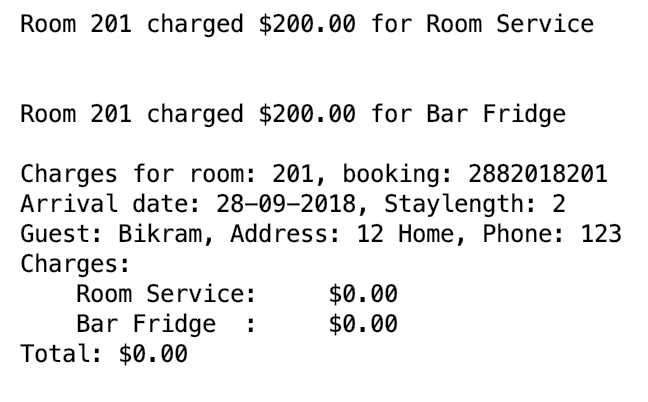 Room 201 charged $200.00 for Room Service
Room 201 charged $200.00 for Bar Fridge
Charges for room: 201, booking: 2882018201
Arrival date: 28-09-2018, Staylength: 2
Guest: Bikram, Address: 12 Home, Phone: 123
Charges:
    Room Service:     $0.00
    Bar Fridge  :     $0.00
Total: $0.00